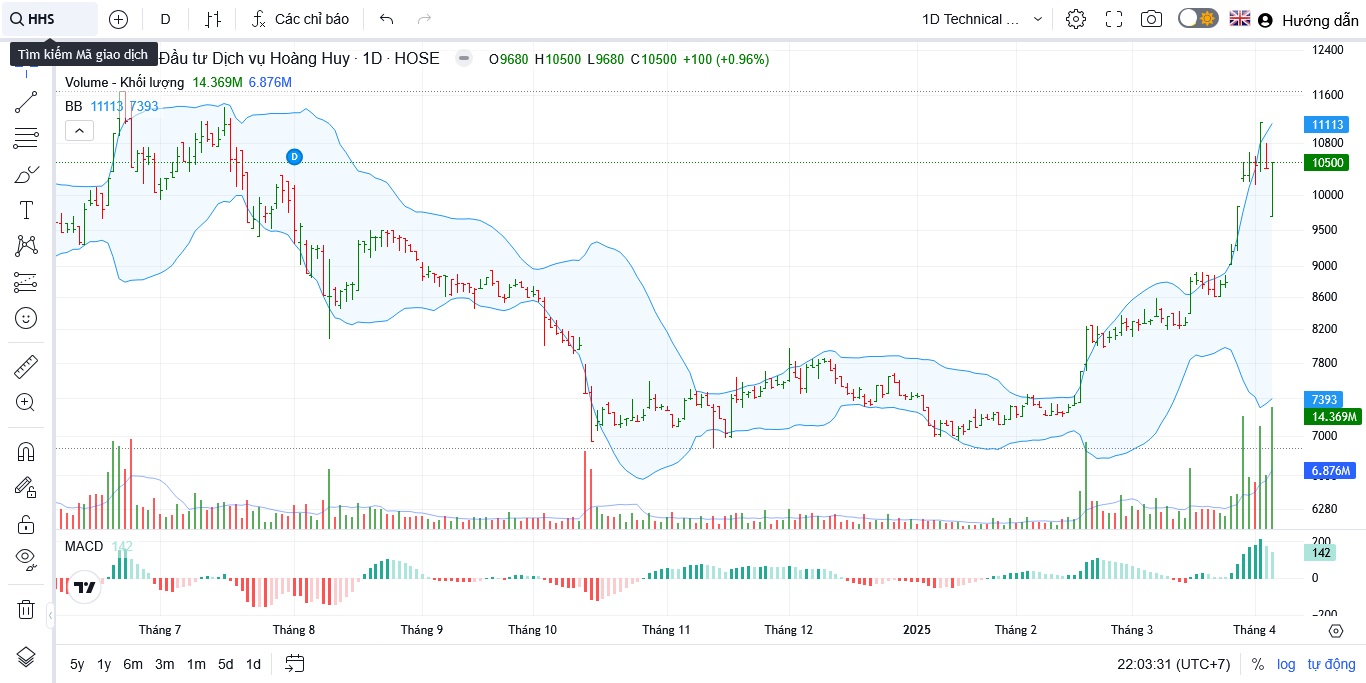 HHS
D
Các chỉ báo
1D Technical ...
Hướng dẫn
Tìm kiếm Mã giao dịch
Đầu tư Dịch vụ Hoàng Huy · 1D · HOSE
O9680 H10500 L9680 C10500 +100 (+0.96%)
Volume - Khối lượng 14.369M 6.876M
BB 11113 7393
D
12400
11600
11113
10800
10500
10000
9500
9000
8600
8200
7800
7393
14.369M
7000
6.876M
6280
MACD 142
200
142
0
−200
Tháng 7
Tháng 8
Tháng 9
Tháng 10
Tháng 11
Tháng 12
2025
Tháng 2
Tháng 3
Tháng 4
5y 1y 6m 3m 1m 5d 1d
22:03:31 (UTC+7)
% log tự động